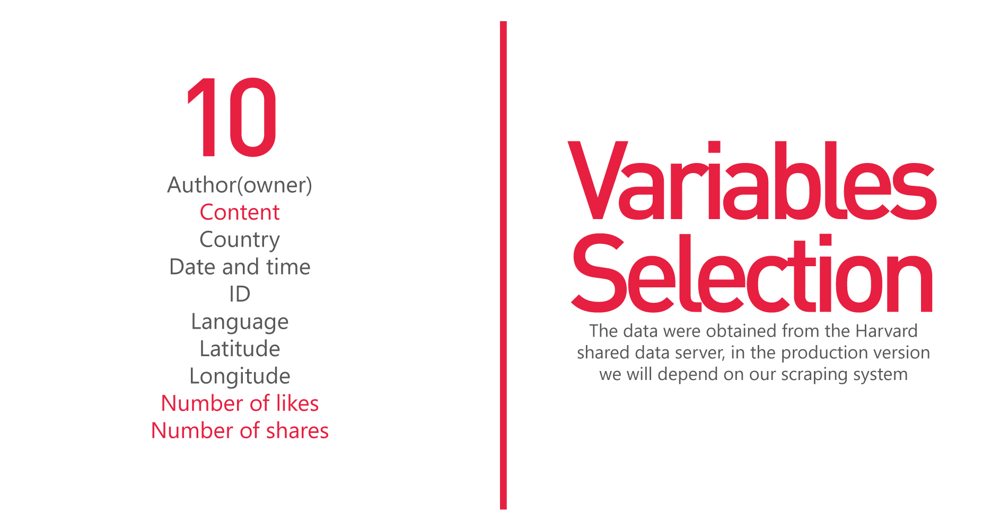 10
Author(owner)
Content
Country
Date and time
ID
Language
Latitude
Longitude
Number of likes
Number of shares
Variables
Selection
The data were obtained from the Harvard
shared data server, in the production version
we will depend on our scraping system